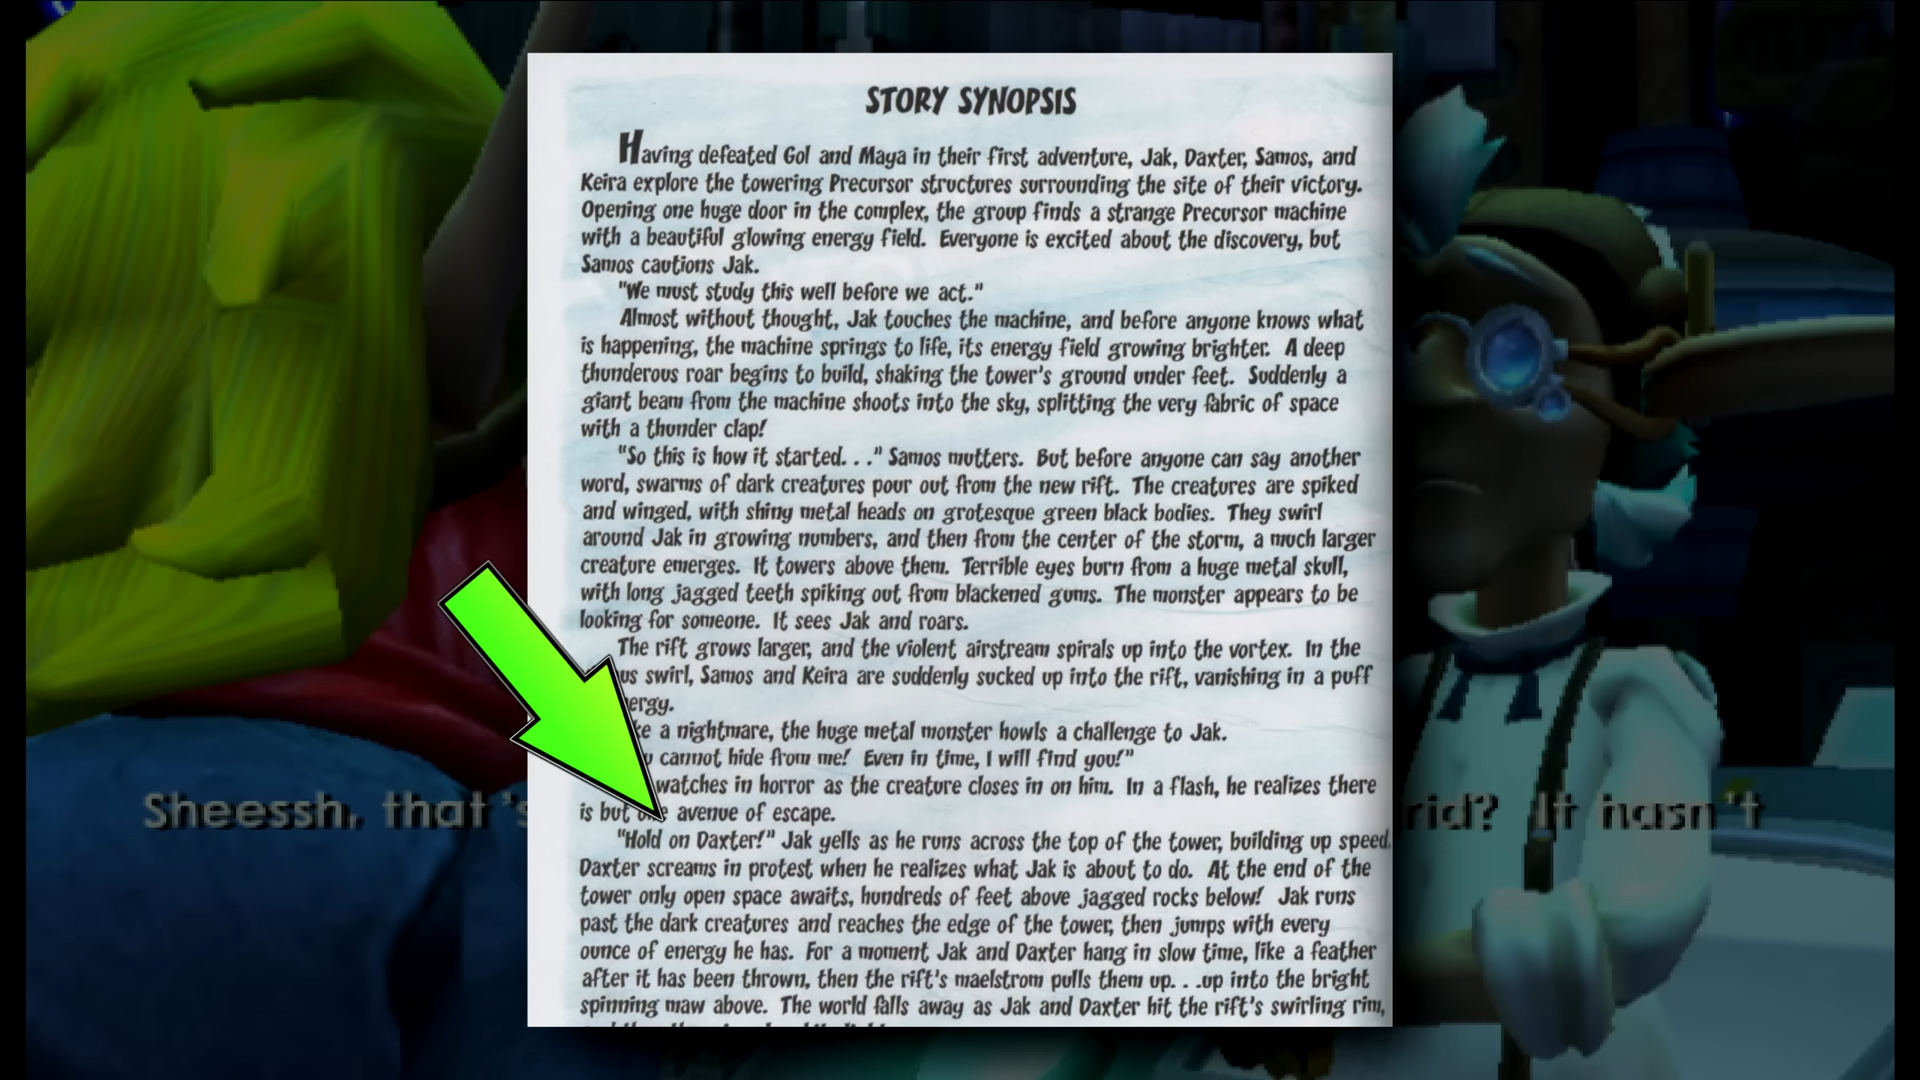 STORY SYNOPSIS
Having defeated Gol and Maya in their first adventure, Jak, Daxter, Samos, and
Keira explore the towering Precursor structures surrounding the site of their victory.
Opening one huge door in the complex, the group finds a strange Precursor machine
with a beautiful glowing energy field. Everyone is excited about the discovery, but
Samos cautions Jak.
"We must study this well before we act."
Almost without thought, Jak touches the machine, and before anyone knows what
is happening, the machine springs to life, its energy field growing brighter. A deep
thunderous roar begins to build, shaking the tower's ground under feet. Suddenly a
giant beam from the machine shoots into the sky, splitting the very fabric of space
with a thunder clap!
"So this is how it started. . ." Samos mutters. But before anyone can say another
word, swarms of dark creatures pour out from the new rift. The creatures are spiked
and winged, with shiny metal heads on grotesque green black bodies. They swirl
around Jak in growing numbers, and then from the center of the storm, a much larger
creature emerges. It towers above them. Terrible eyes burn from a huge metal skull,
with long jagged teeth spiking out from blackened gums. The monster appears to be
looking for someone. It sees Jak and roars.
The rift grows larger, and the violent airstream spirals up into the vortex. In the
swirl, Samos and Keira are suddenly sucked up into the rift, vanishing in a puff
a nightmare, the huge metal monster howls a challenge to Jak.
cannot hide from me! Even in time, I will find you!"
watches in horror as the creature closes in on him. In a flash, he realizes there
is but avenue of escape.
"Hold on Daxter!" Jak yells as he runs across the top of the tower, building up speed.
Daxter screams in protest when he realizes what Jak is about to do. At the end of the
tower only open space awaits, hundreds of feet above jagged rocks below! Jak runs
past the dark creatures and reaches the edge of the tower, then jumps with every
ounce of energy he has. For a moment Jak and Daxter hang in slow time, like a feather
after it has been thrown, then the rift's maelstrom pulls them up. . .up into the bright
spinning maw above. The world falls away as Jak and Daxter hit the rift's swirling rim,
Sheessh, that's It hasn't